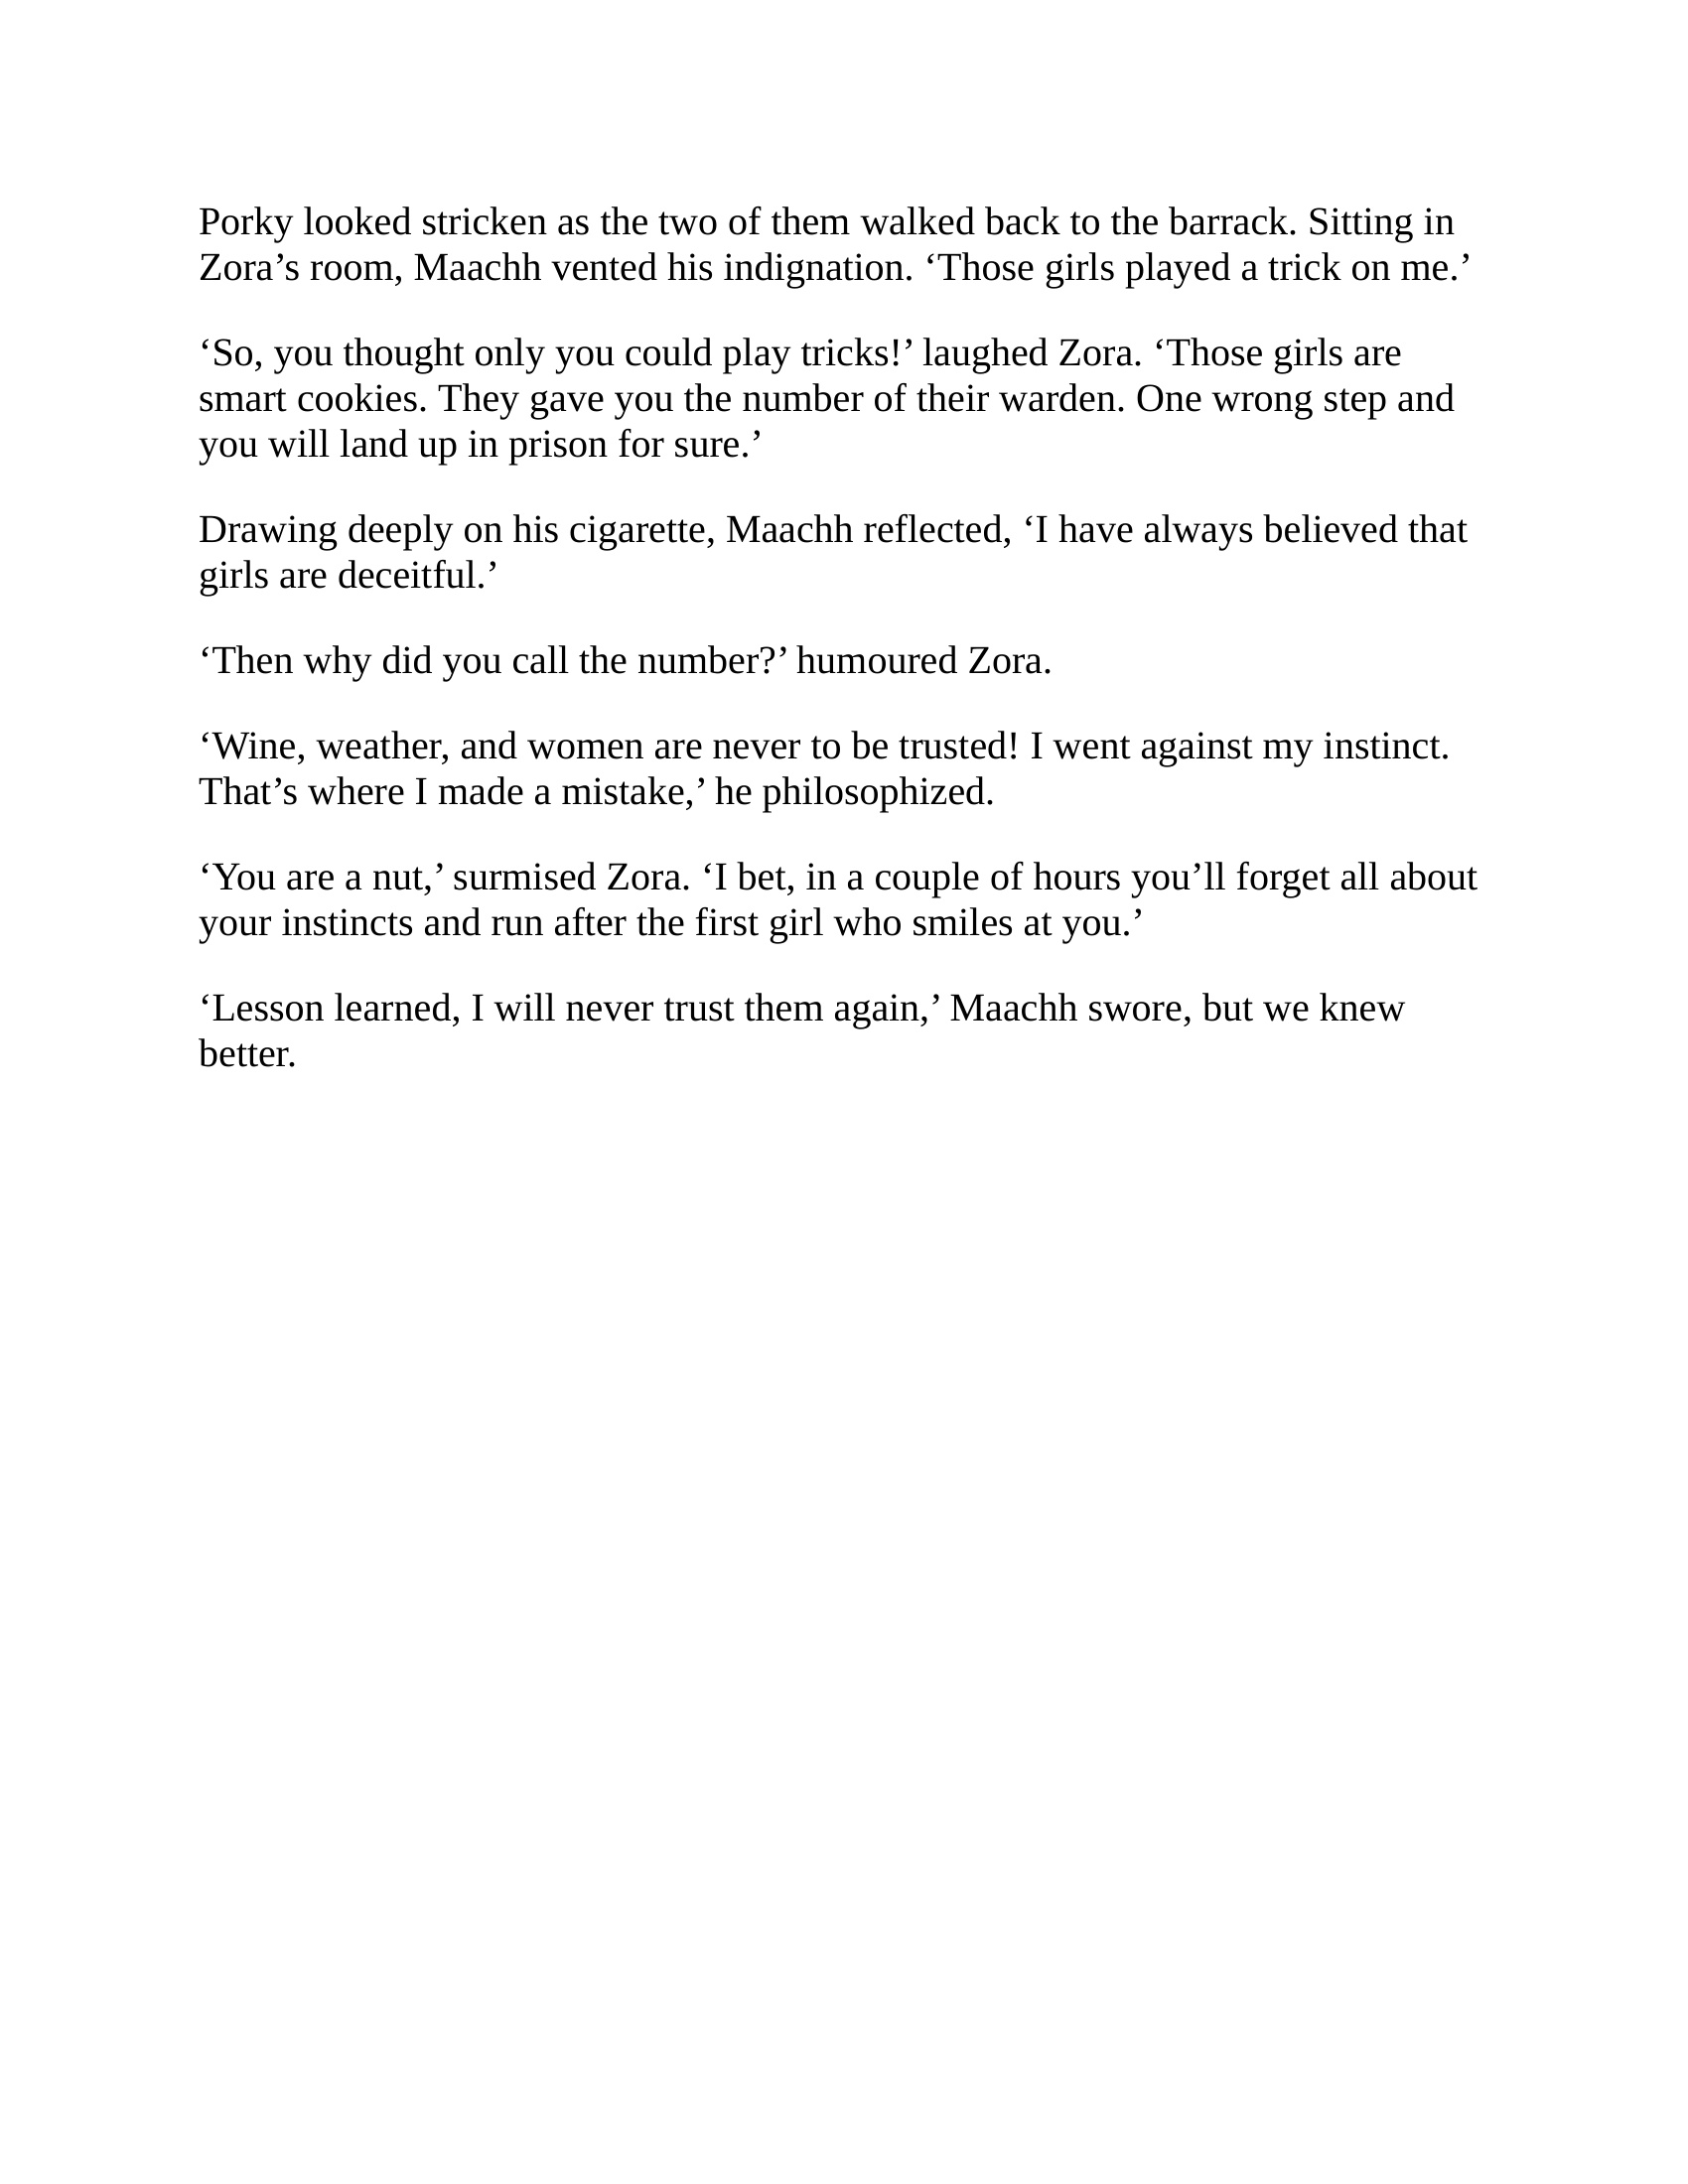 Porky looked stricken as the two of them walked back to the barrack. Sitting in
Zora’s room, Maachh vented his indignation. ‘Those girls played a trick on me.’
‘So, you thought only you could play tricks!’ laughed Zora. ‘Those girls are
smart cookies. They gave you the number of their warden. One wrong step and
you will land up in prison for sure.’
Drawing deeply on his cigarette, Maachh reflected, ‘I have always believed that
girls are deceitful.’
‘Then why did you call the number?’ humoured Zora.
‘Wine, weather, and women are never to be trusted! I went against my instinct.
That’s where I made a mistake,’ he philosophized.
‘You are a nut,’ surmised Zora. ‘I bet, in a couple of hours you’ll forget all about
your instincts and run after the first girl who smiles at you.’
‘Lesson learned, I will never trust them again,’ Maachh swore, but we knew
better.